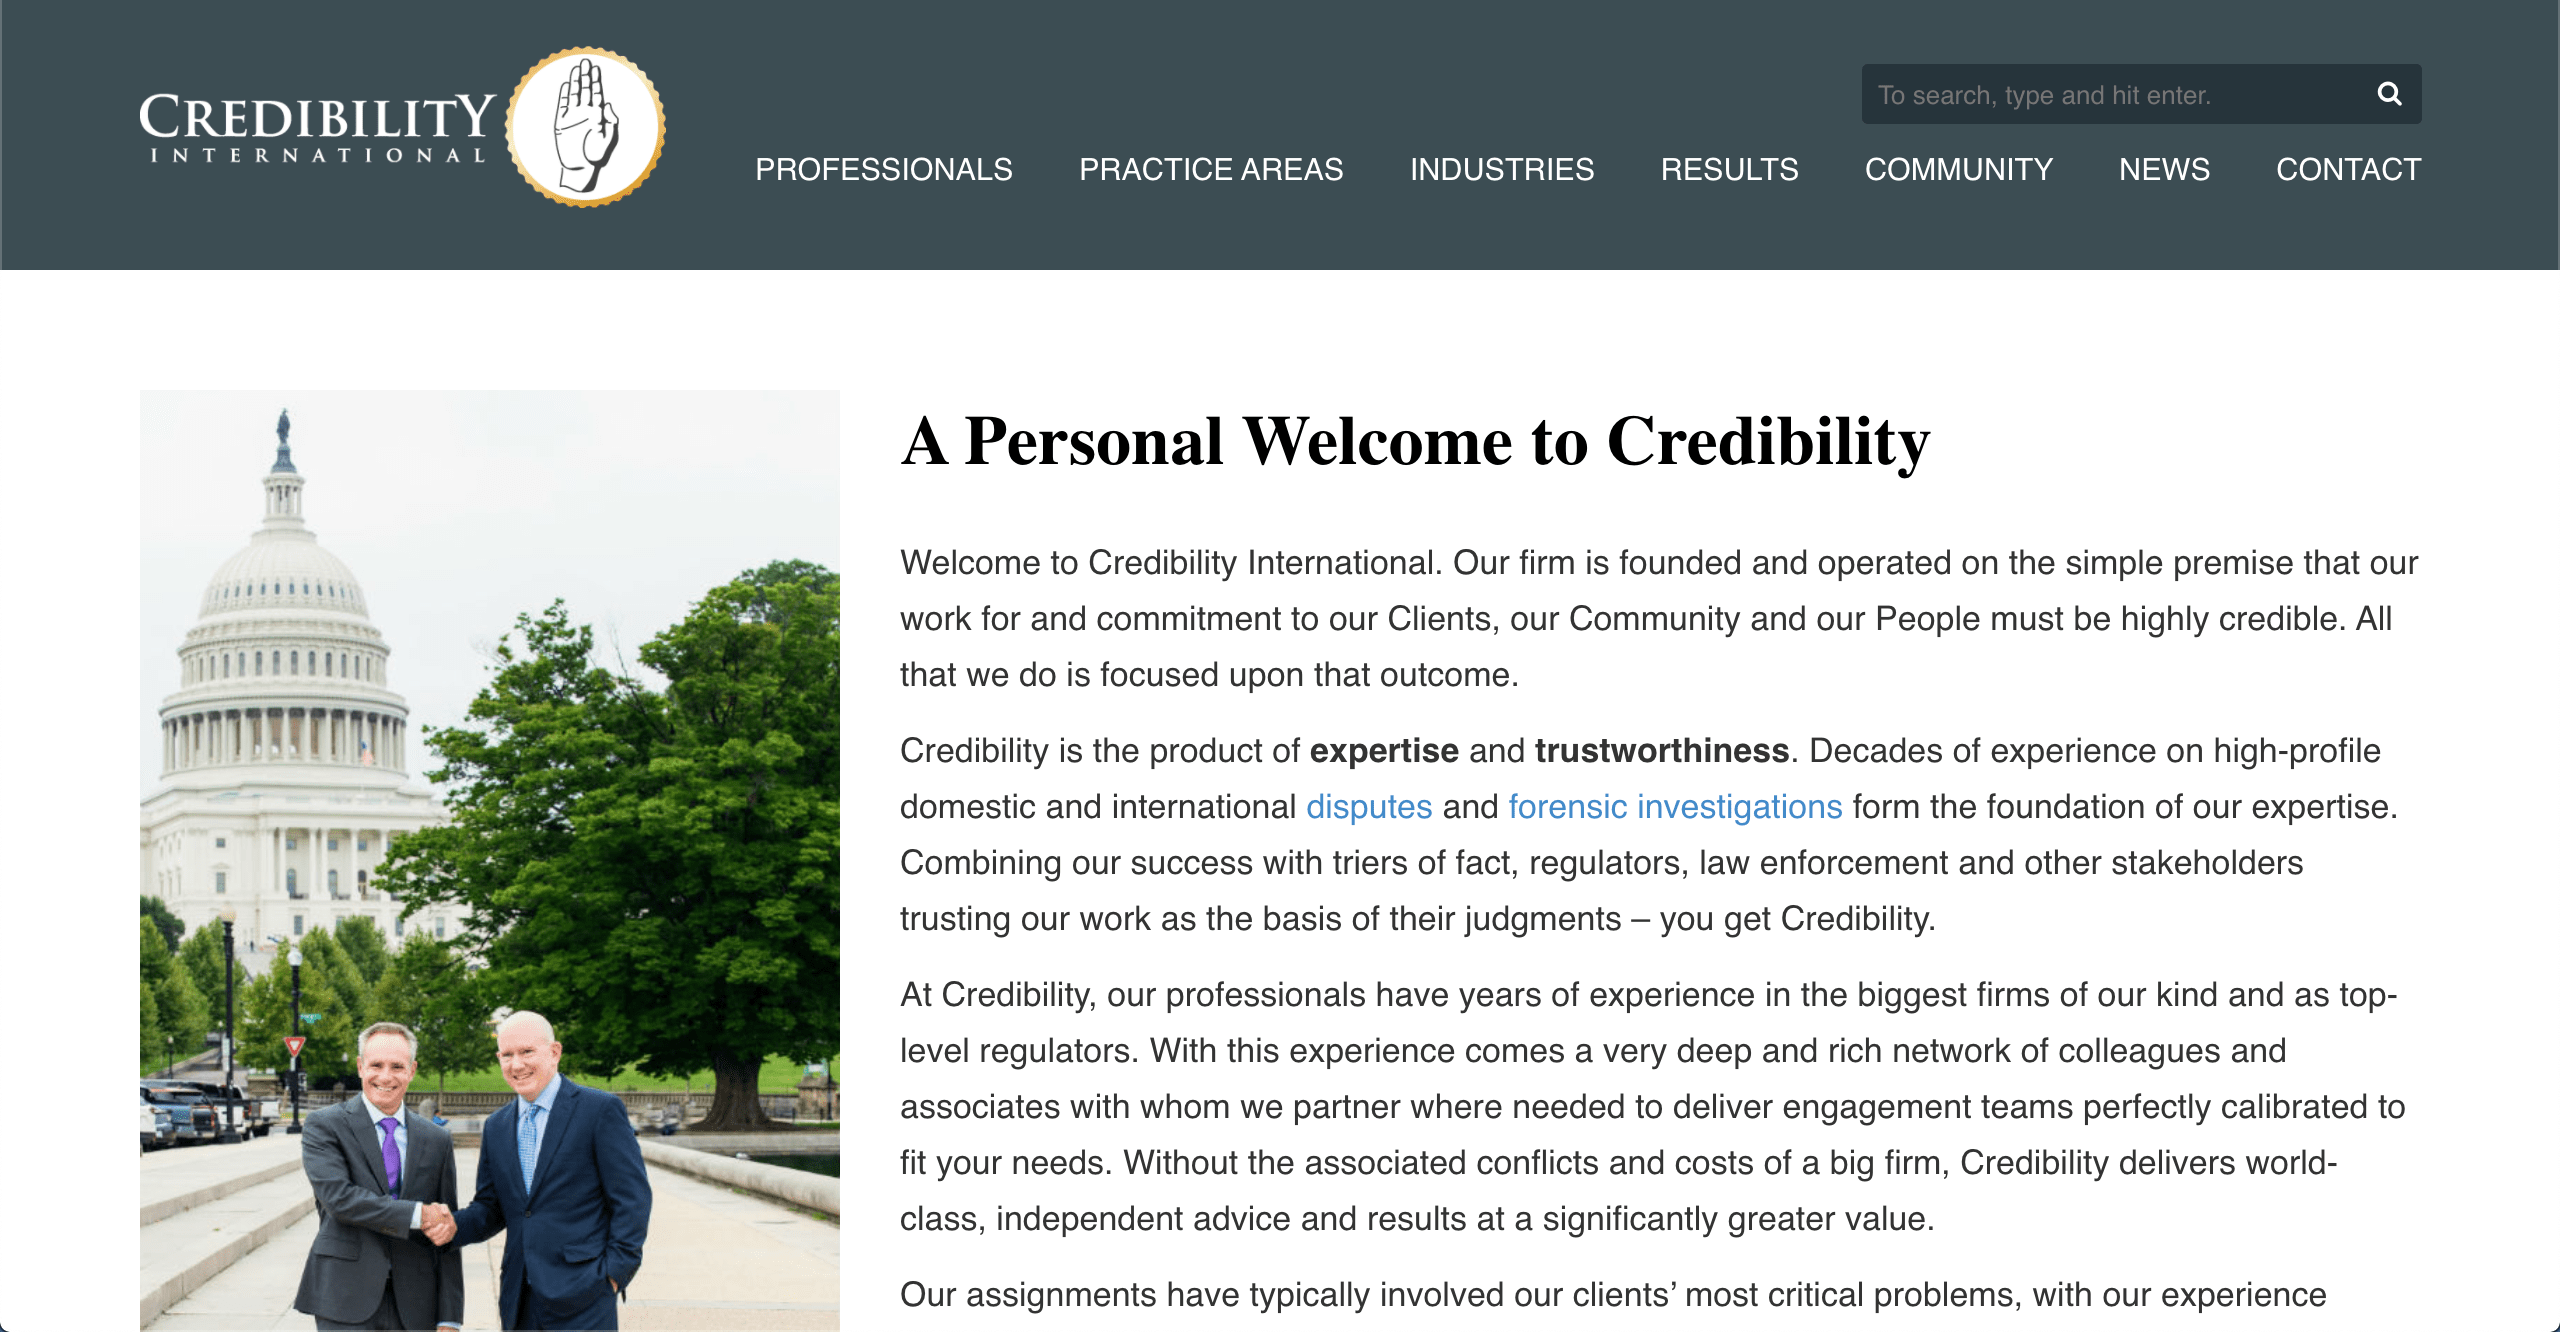 CREDIBILITY
INTERNATIONAL
To search, type and hit enter.
PROFESSIONALS PRACTICE AREAS INDUSTRIES RESULTS COMMUNITY NEWS CONTACT
A Personal Welcome to Credibility
Welcome to Credibility International. Our firm is founded and operated on the simple premise that our
work for and commitment to our Clients, our Community and our People must be highly credible. All
that we do is focused upon that outcome.
Credibility is the product of expertise and trustworthiness. Decades of experience on high-profile
domestic and international disputes and forensic investigations form the foundation of our expertise.
Combining our success with triers of fact, regulators, law enforcement and other stakeholders
trusting our work as the basis of their judgments – you get Credibility.
At Credibility, our professionals have years of experience in the biggest firms of our kind and as top-
level regulators. With this experience comes a very deep and rich network of colleagues and
associates with whom we partner where needed to deliver engagement teams perfectly calibrated to
fit your needs. Without the associated conflicts and costs of a big firm, Credibility delivers world-
class, independent advice and results at a significantly greater value.
Our assignments have typically involved our clients’ most critical problems, with our experience